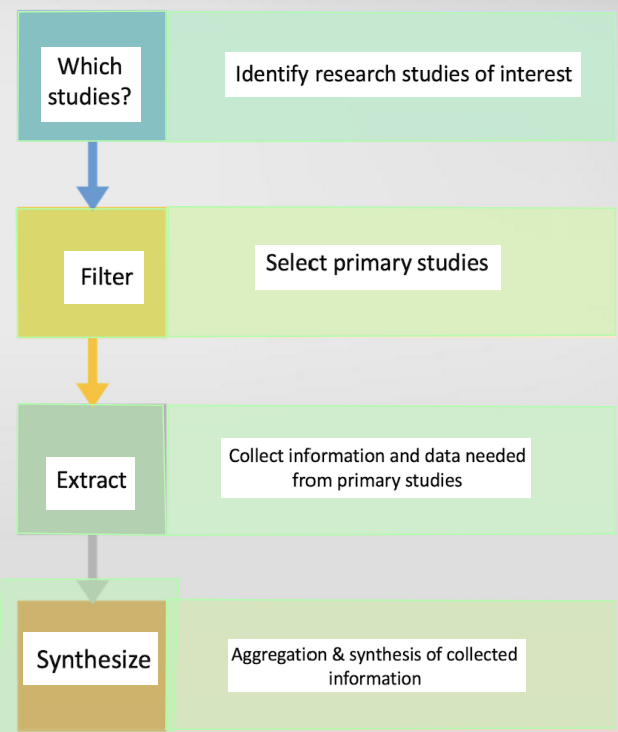 Which
studies?
Identify research studies of interest
Filter
Select primary studies
Extract
Collect information and data needed
from primary studies
Synthesize
Aggregation & synthesis of collected
information